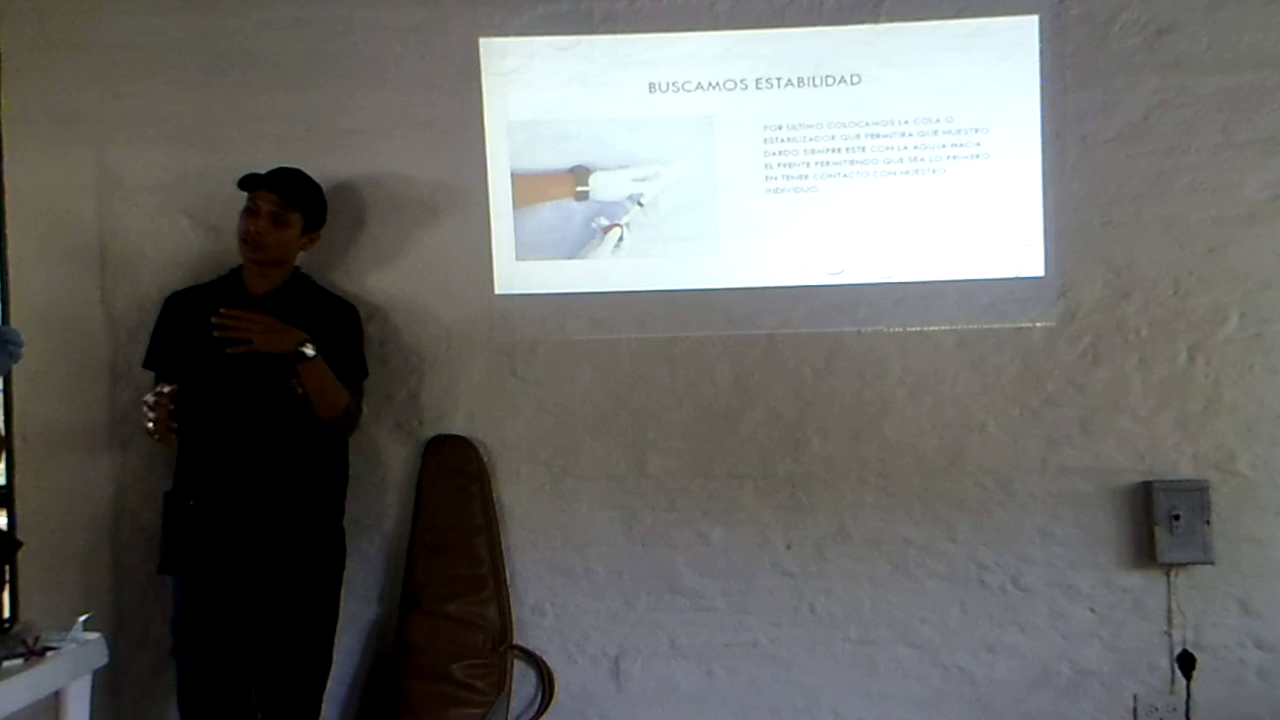 BUSCAMOS ESTABILIDAD
POR ULTIMO COLOCAMOS LA COLA O
ESTABILIZADOR QUE PERMITIRA QUE NUESTRO
DARDO SIEMPRE ESTE CON LA AGUJA HACIA
EL FRENTE PERMITIENDO QUE SEA LO PRIMERO
EN TENER CONTACTO CON NUESTRO
INDIVIDUO